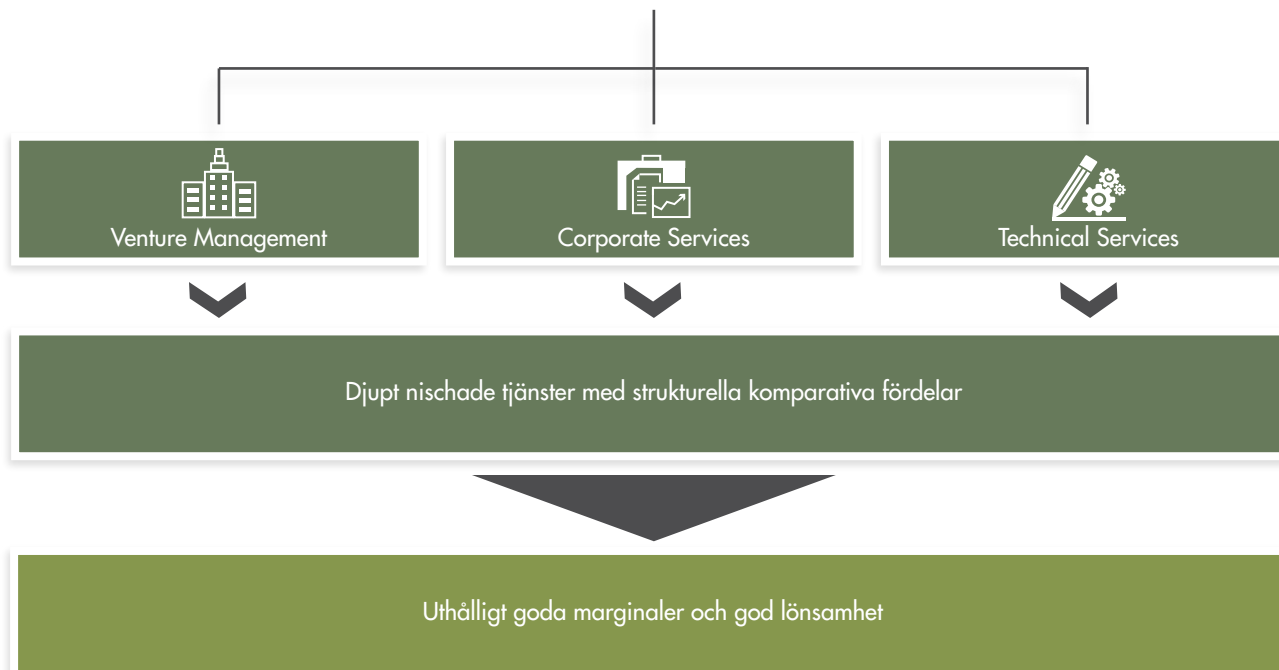 Venture Management
Corporate Services
Technical Services
Djupt nischade tjänster med strukturella komparativa fördelar
Uthålligt goda marginaler och god lönsamhet